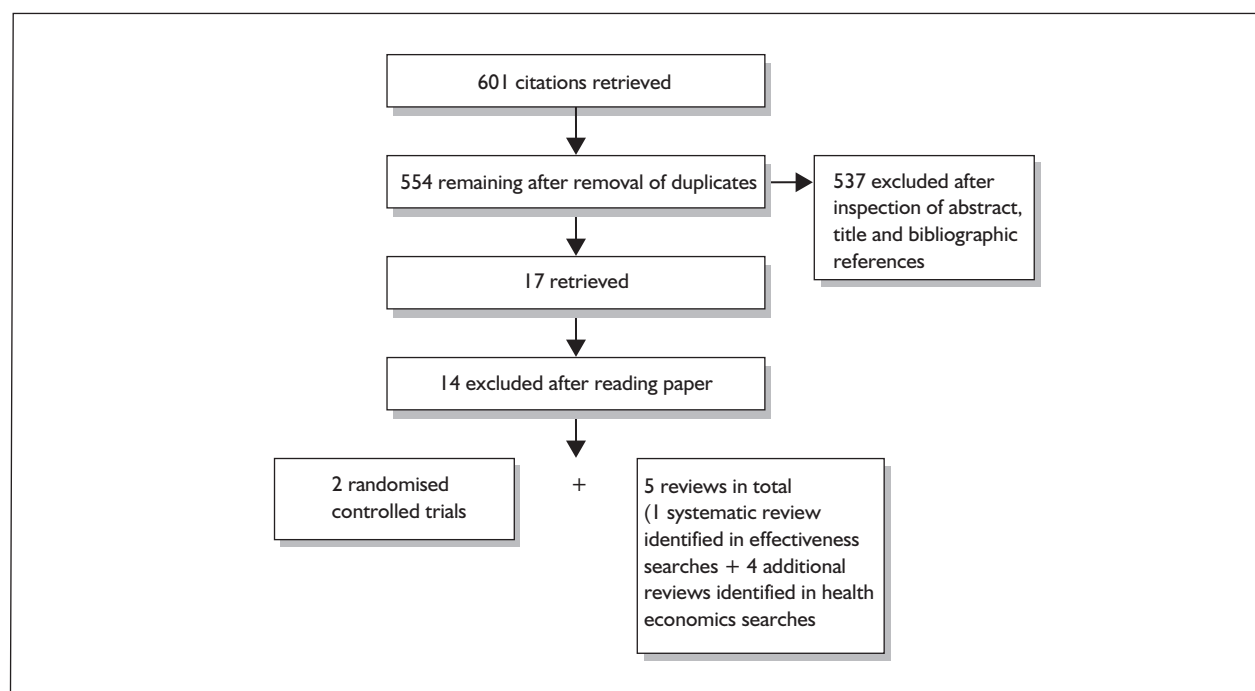 601 citations retrieved
554 remaining after removal of duplicates
537 excluded after
inspection of abstract,
title and bibliographic
references
17 retrieved
14 excluded after reading paper
2 randomised
controlled trials
+
5 reviews in total
(1 systematic review
identified in effectiveness
searches + 4 additional
reviews identified in health
economics searches